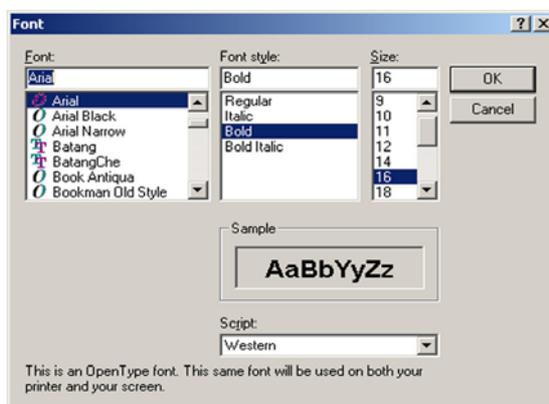 Font
Font:
Font style:
Size:
Arial
Bold
16
OK
Cancel
Arial
Arial Black
Arial Narrow
Batang
BatangChe
Book Antiqua
Bookman Old Style
Regular
Italic
Bold
Bold Italic
9
10
11
12
14
16
18
Sample
AaBbYyZz
Script:
Western
This is an OpenType font. This same font will be used on both your
printer and your screen.